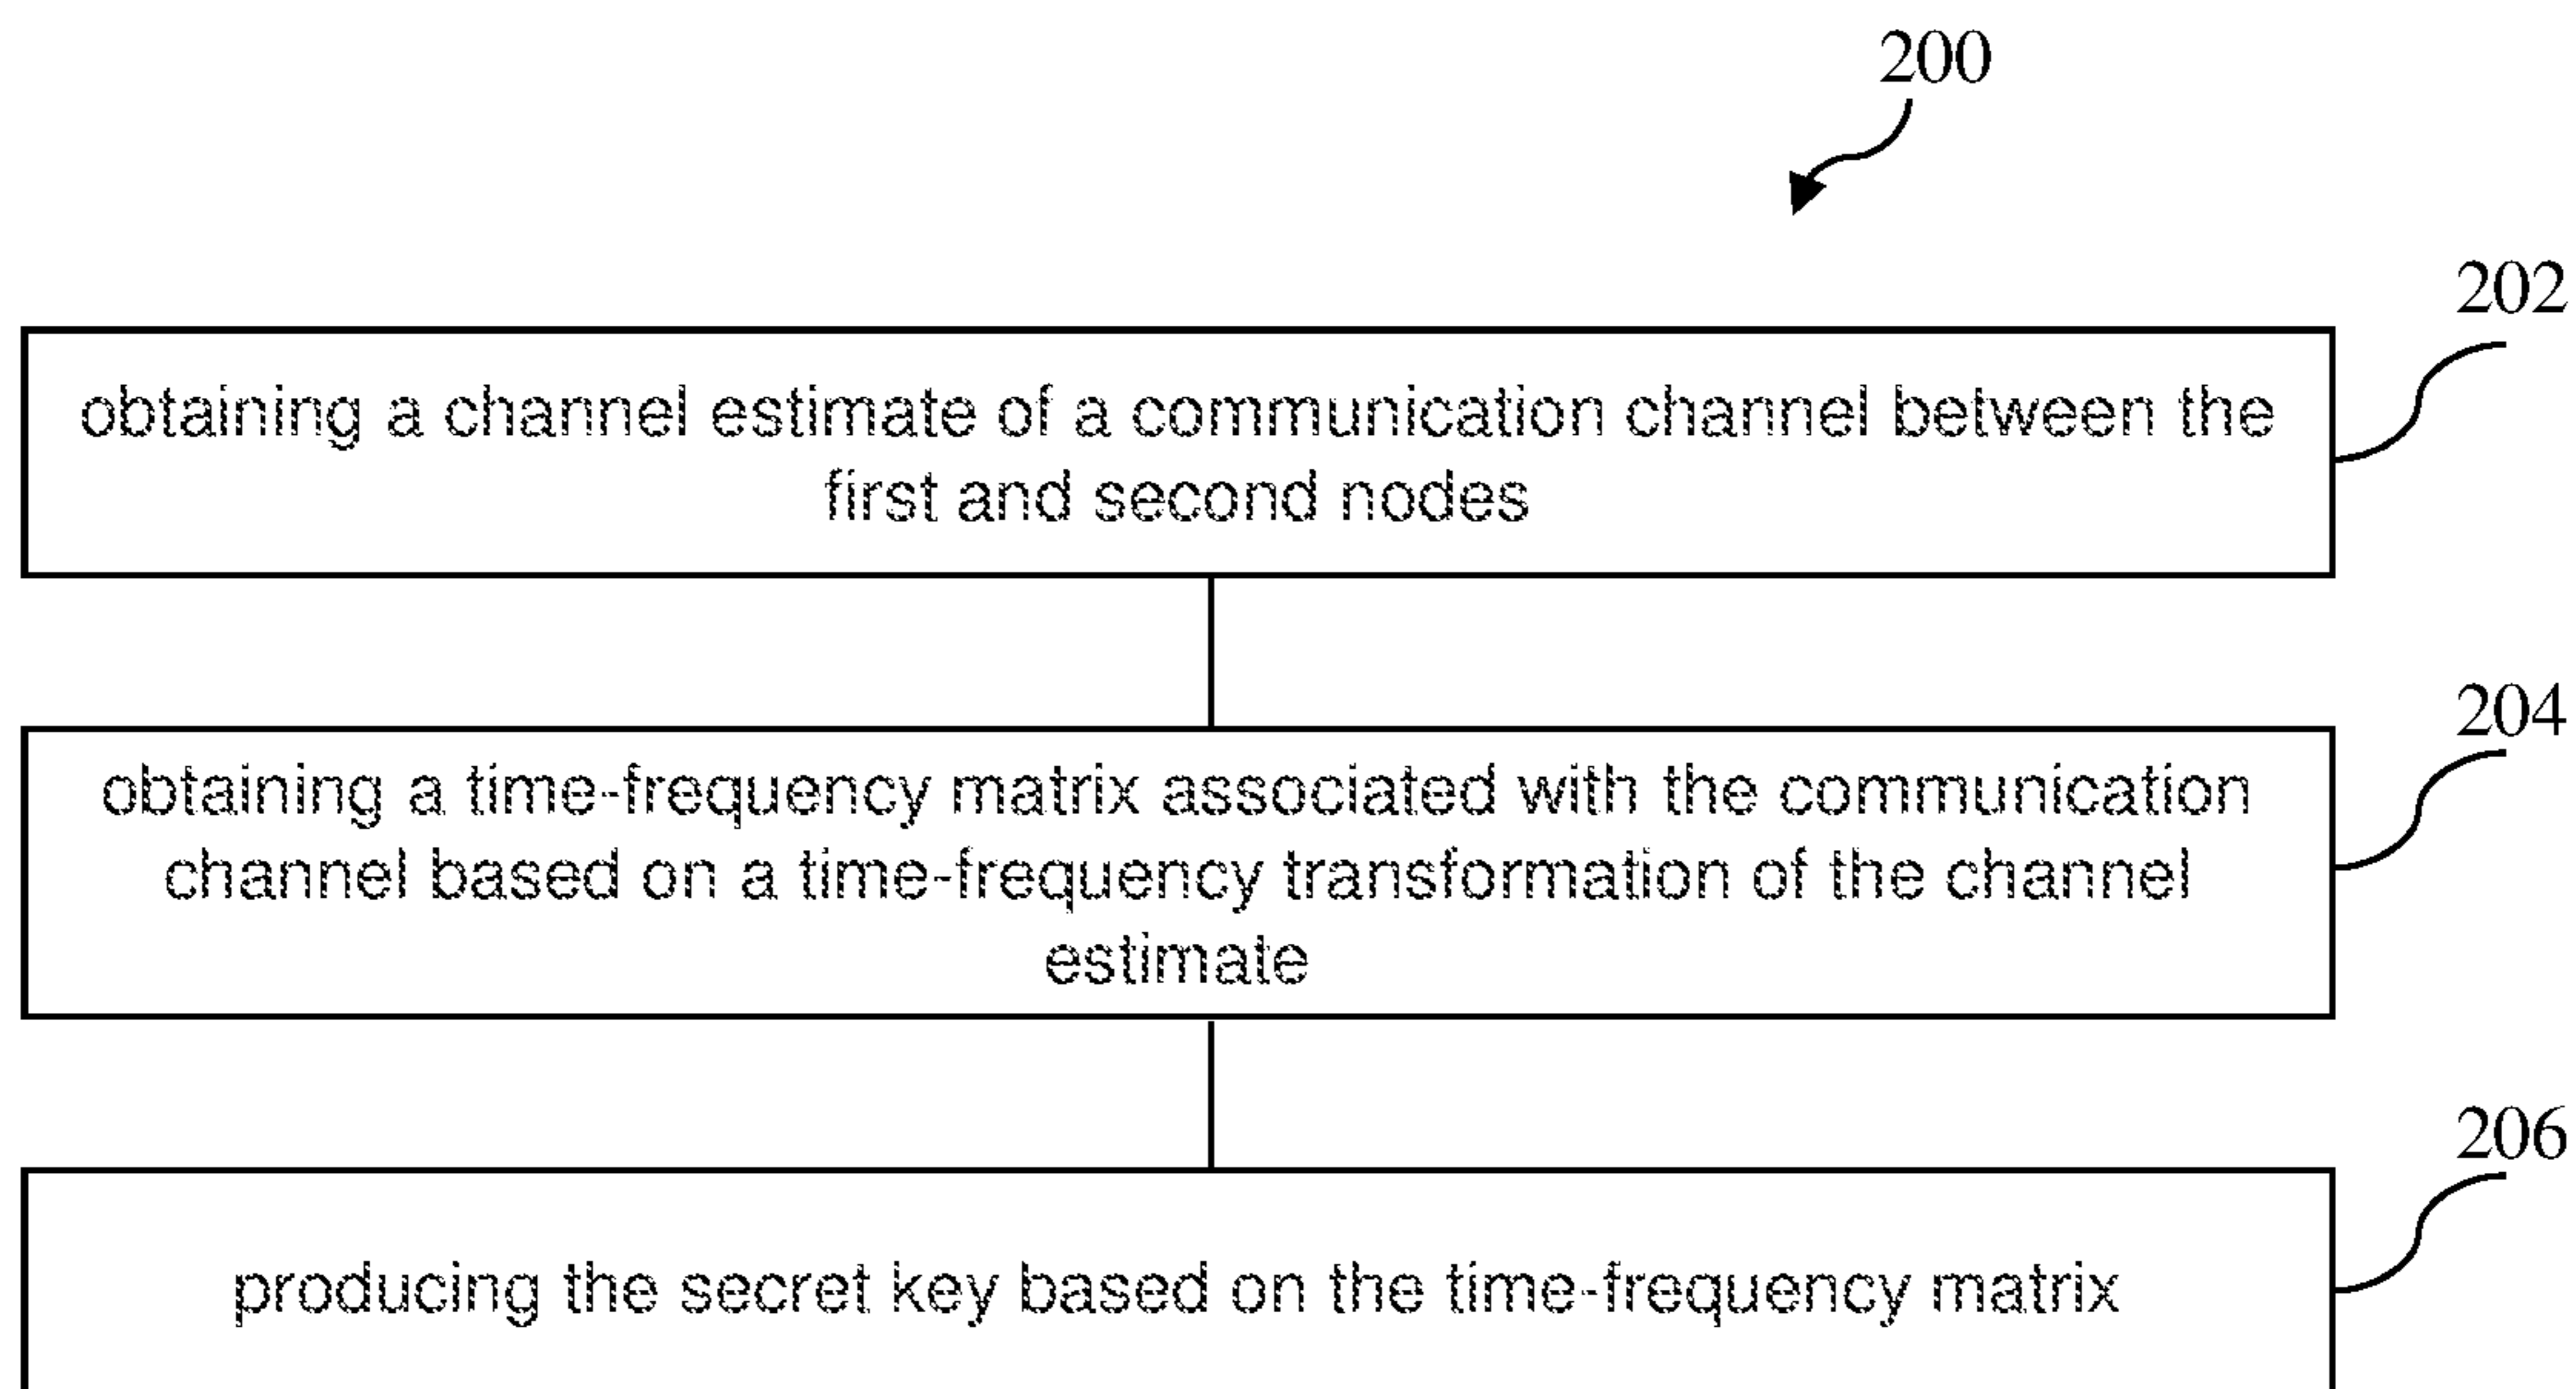 200
202
obtaining a channel estimate of a communication channel between the
first and second nodes
204
obtaining a time-frequency matrix associated with the communication
channel based on a time-frequency transformation of the channel
estimate
206
producing the secret key based on the time-frequency matrix